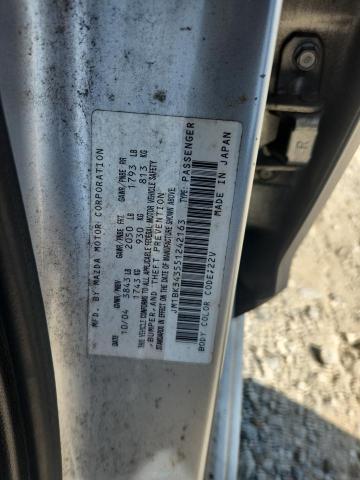 MFD. BY MAZDA MOTOR CORPORATION
10/04 GVWR/PNBV GAWR/PNBE FRT GAWR/PNBE RR
3843 LB 2050 LB 1793 LB
1743 KG 930 KG 813 KG
THIS VEHICLE CONFORMS TO ALL APPLICABLE FEDERAL MOTOR VEHICLE SAFETY
BUMPER, AND THEFT PREVENTION
STANDARDS IN EFFECT ON THE DATE OF MANUFACTURE SHOWN ABOVE.
JM1BK343551242763 TYPE: PASSENGER
BODY COLOR CODE:22V MADE IN JAPAN